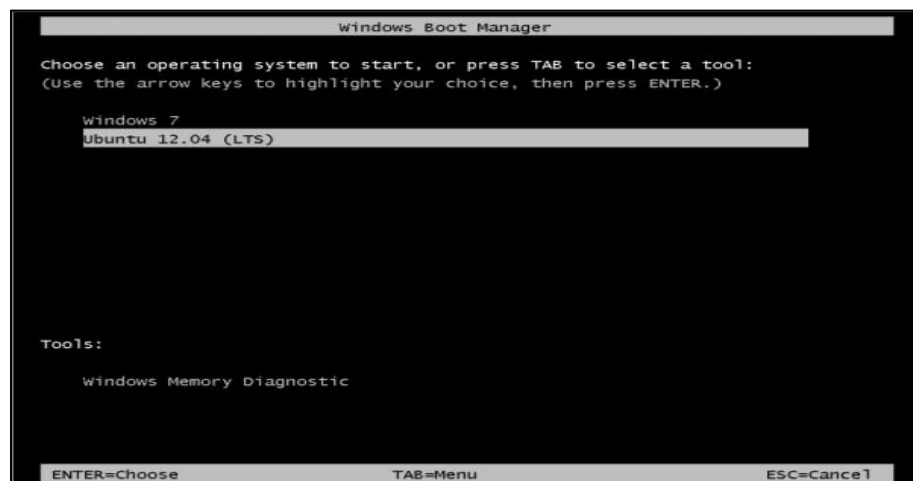 Windows Boot Manager
Choose an operating system to start, or press TAB to select a tool:
(Use the arrow keys to highlight your choice, then press ENTER.)
Windows 7
Ubuntu 12.04 (LTS)
Tools:
Windows Memory Diagnostic
ENTER=Choose TAB=Menu ESC=Cancel